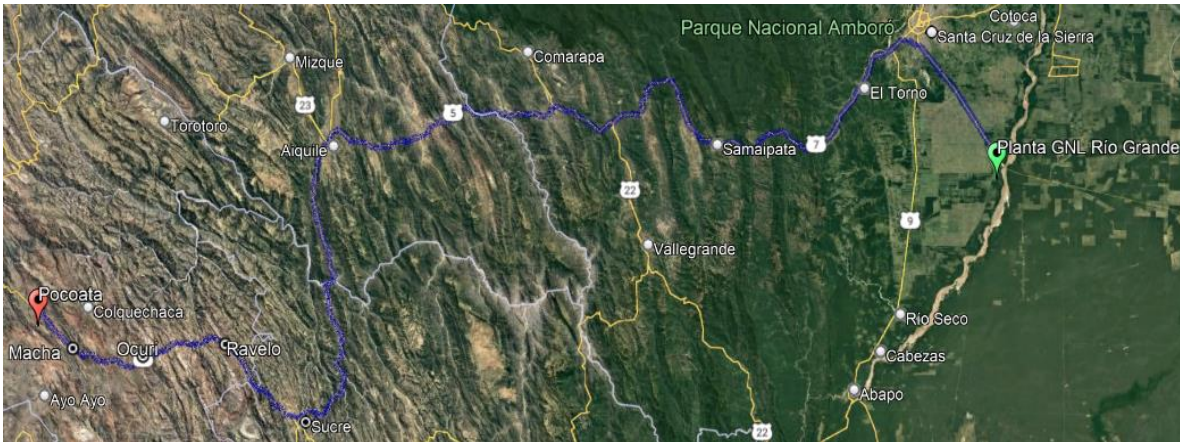 Cotoca
Parque Nacional Amboró
Santa Cruz de la Sierra
Comarapa
Mizque
El Torno
23
5
Torotoro
Aiquile
Samaipata
7
Planta GNL Río Grande
22
9
Vallegrande
Pocoata
Colquechaca
Río Seco
Macha
Ocuri
Ravelo
Cabezas
Ayo Ayo
Abapo
Sucre
22